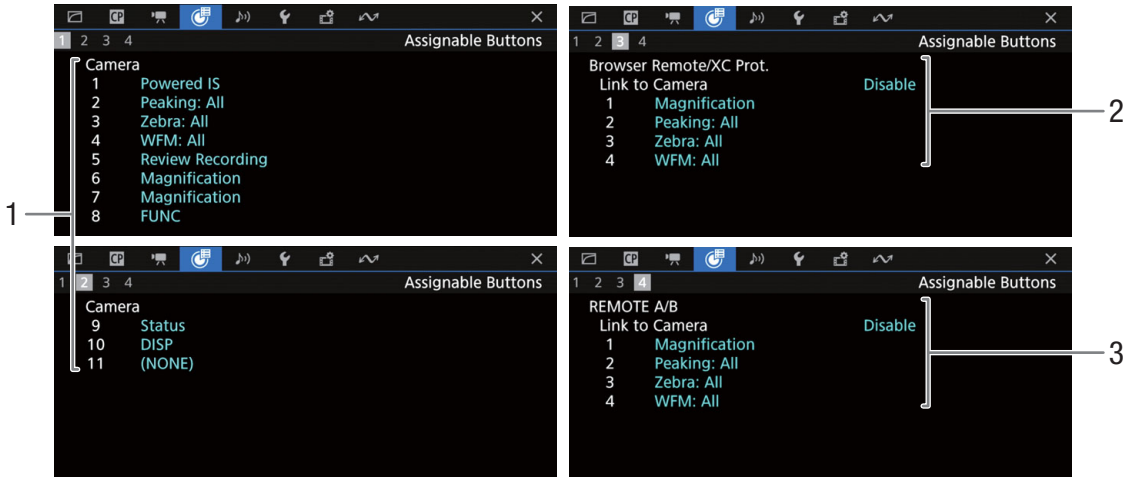 CP
1 2 3 4 Assignable Buttons
Camera
1 Powered IS
2 Peaking: All
3 Zebra: All
4 WFM: All
5 Review Recording
6 Magnification
7 Magnification
8 FUNC
1
CP
1 2 3 4 Assignable Buttons
Camera
9 Status
10 DISP
11 (NONE)
CP
1 2 3 4 Assignable Buttons
Browser Remote/XC Prot.
Link to Camera Disable
1 Magnification
2 Peaking: All
3 Zebra: All
4 WFM: All
2
CP
1 2 3 4 Assignable Buttons
REMOTE A/B
Link to Camera Disable
1 Magnification
2 Peaking: All
3 Zebra: All
4 WFM: All
3